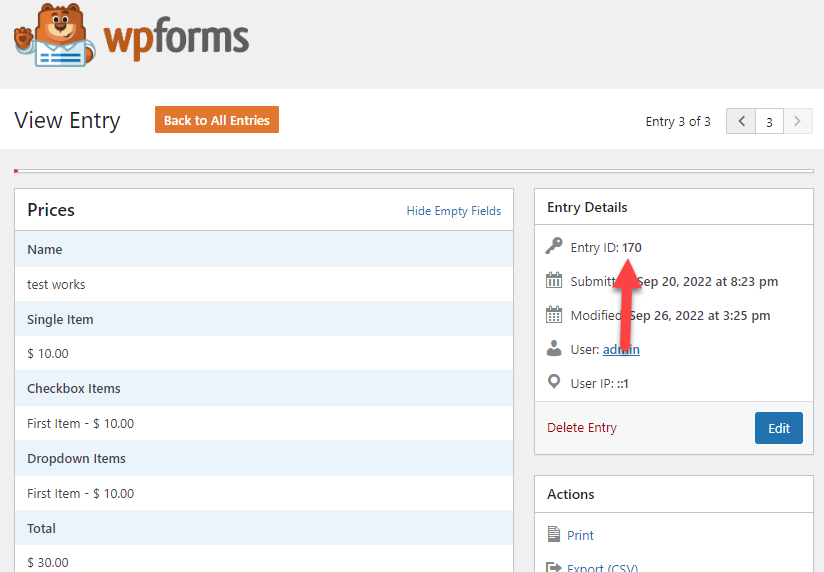 wpforms
View Entry
Back to All Entries
Entry 3 of 3
3
Prices
Hide Empty Fields
Name
test works
Single Item
$ 10.00
Checkbox Items
First Item - $ 10.00
Dropdown Items
First Item - $ 10.00
Total
$ 30.00
Entry Details
Entry ID: 170
Sep 20, 2022 at 8:23 pm
Modified: Sep 26, 2022 at 3:25 pm
User: admin
User IP: ::1
Delete Entry
Edit
Actions
Print
Export (CSV)